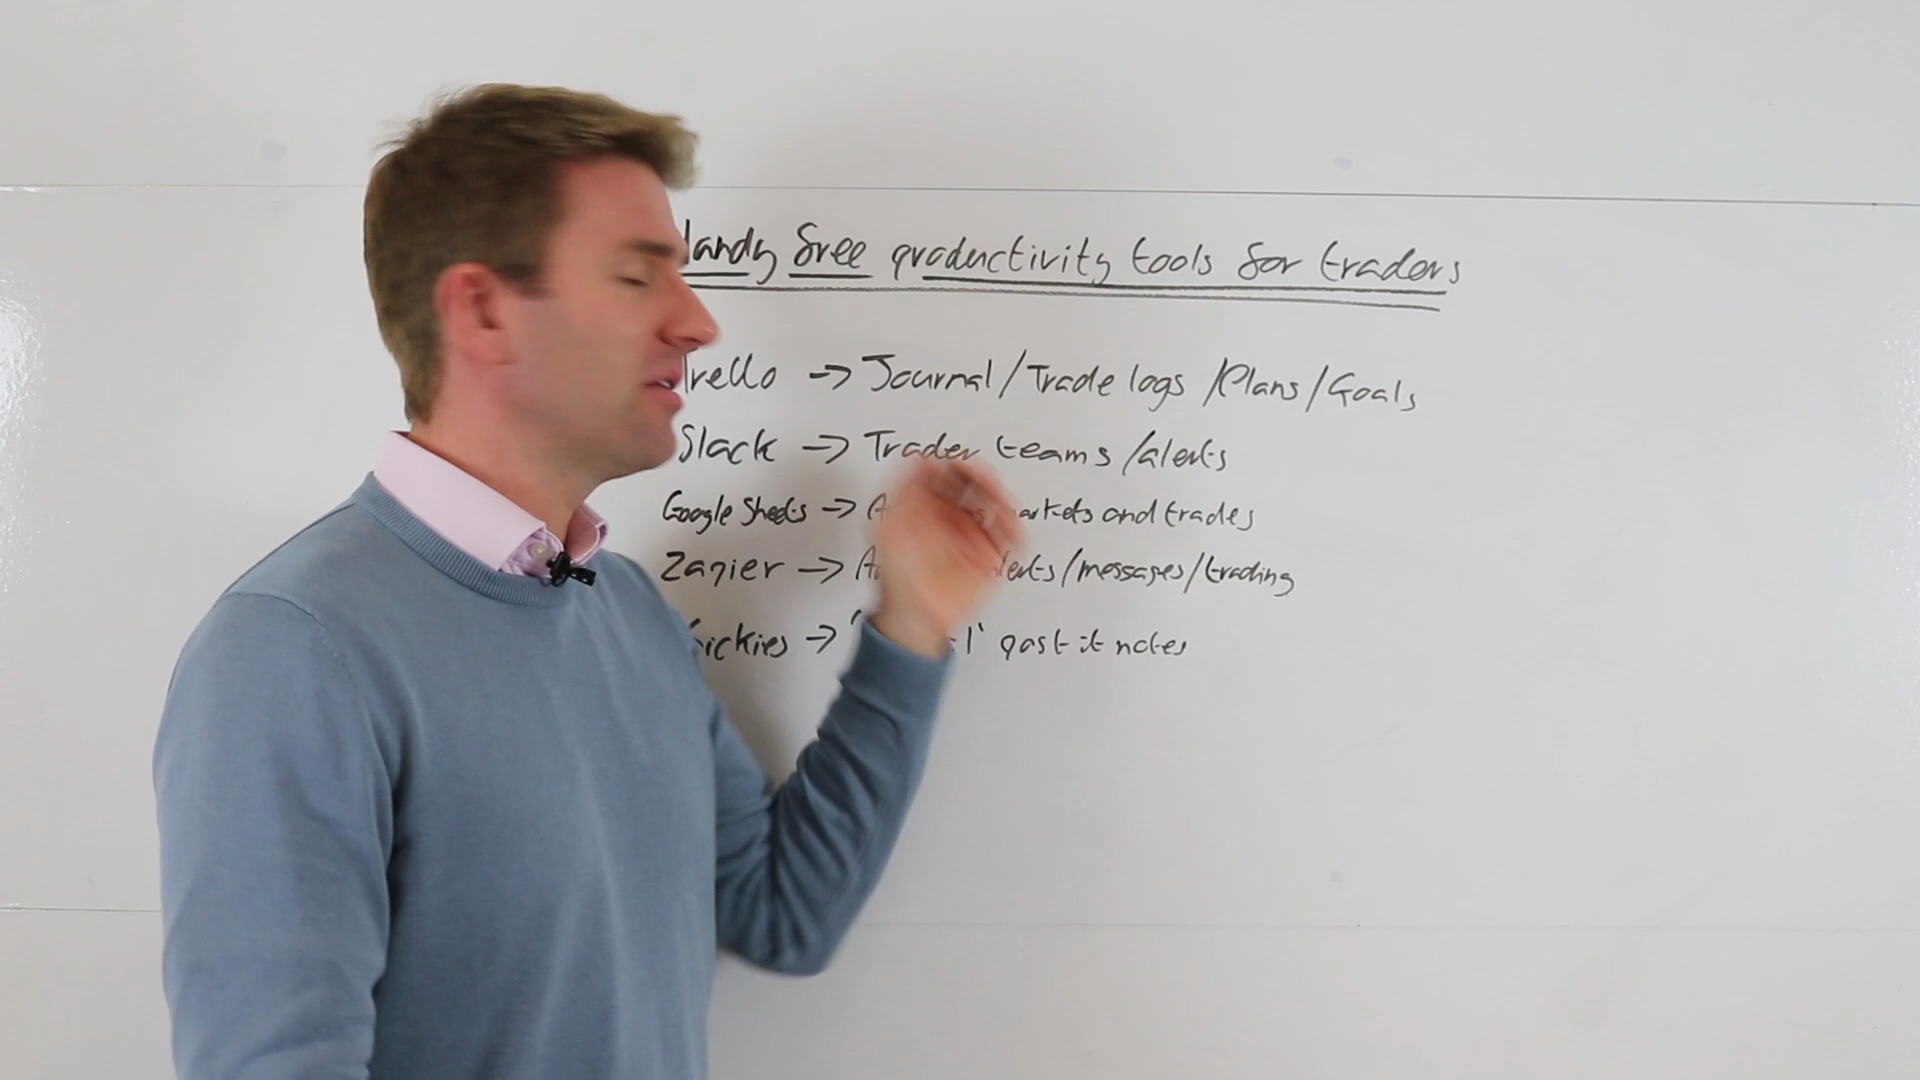 Handy free productivity tools for traders
Trello -> Journal/Trade logs/Plans/Goals
Slack -> Trader teams/alerts
Google Sheets -> markets and trades
Zapier -> alerts/messages/trading
Stickies -> post it notes